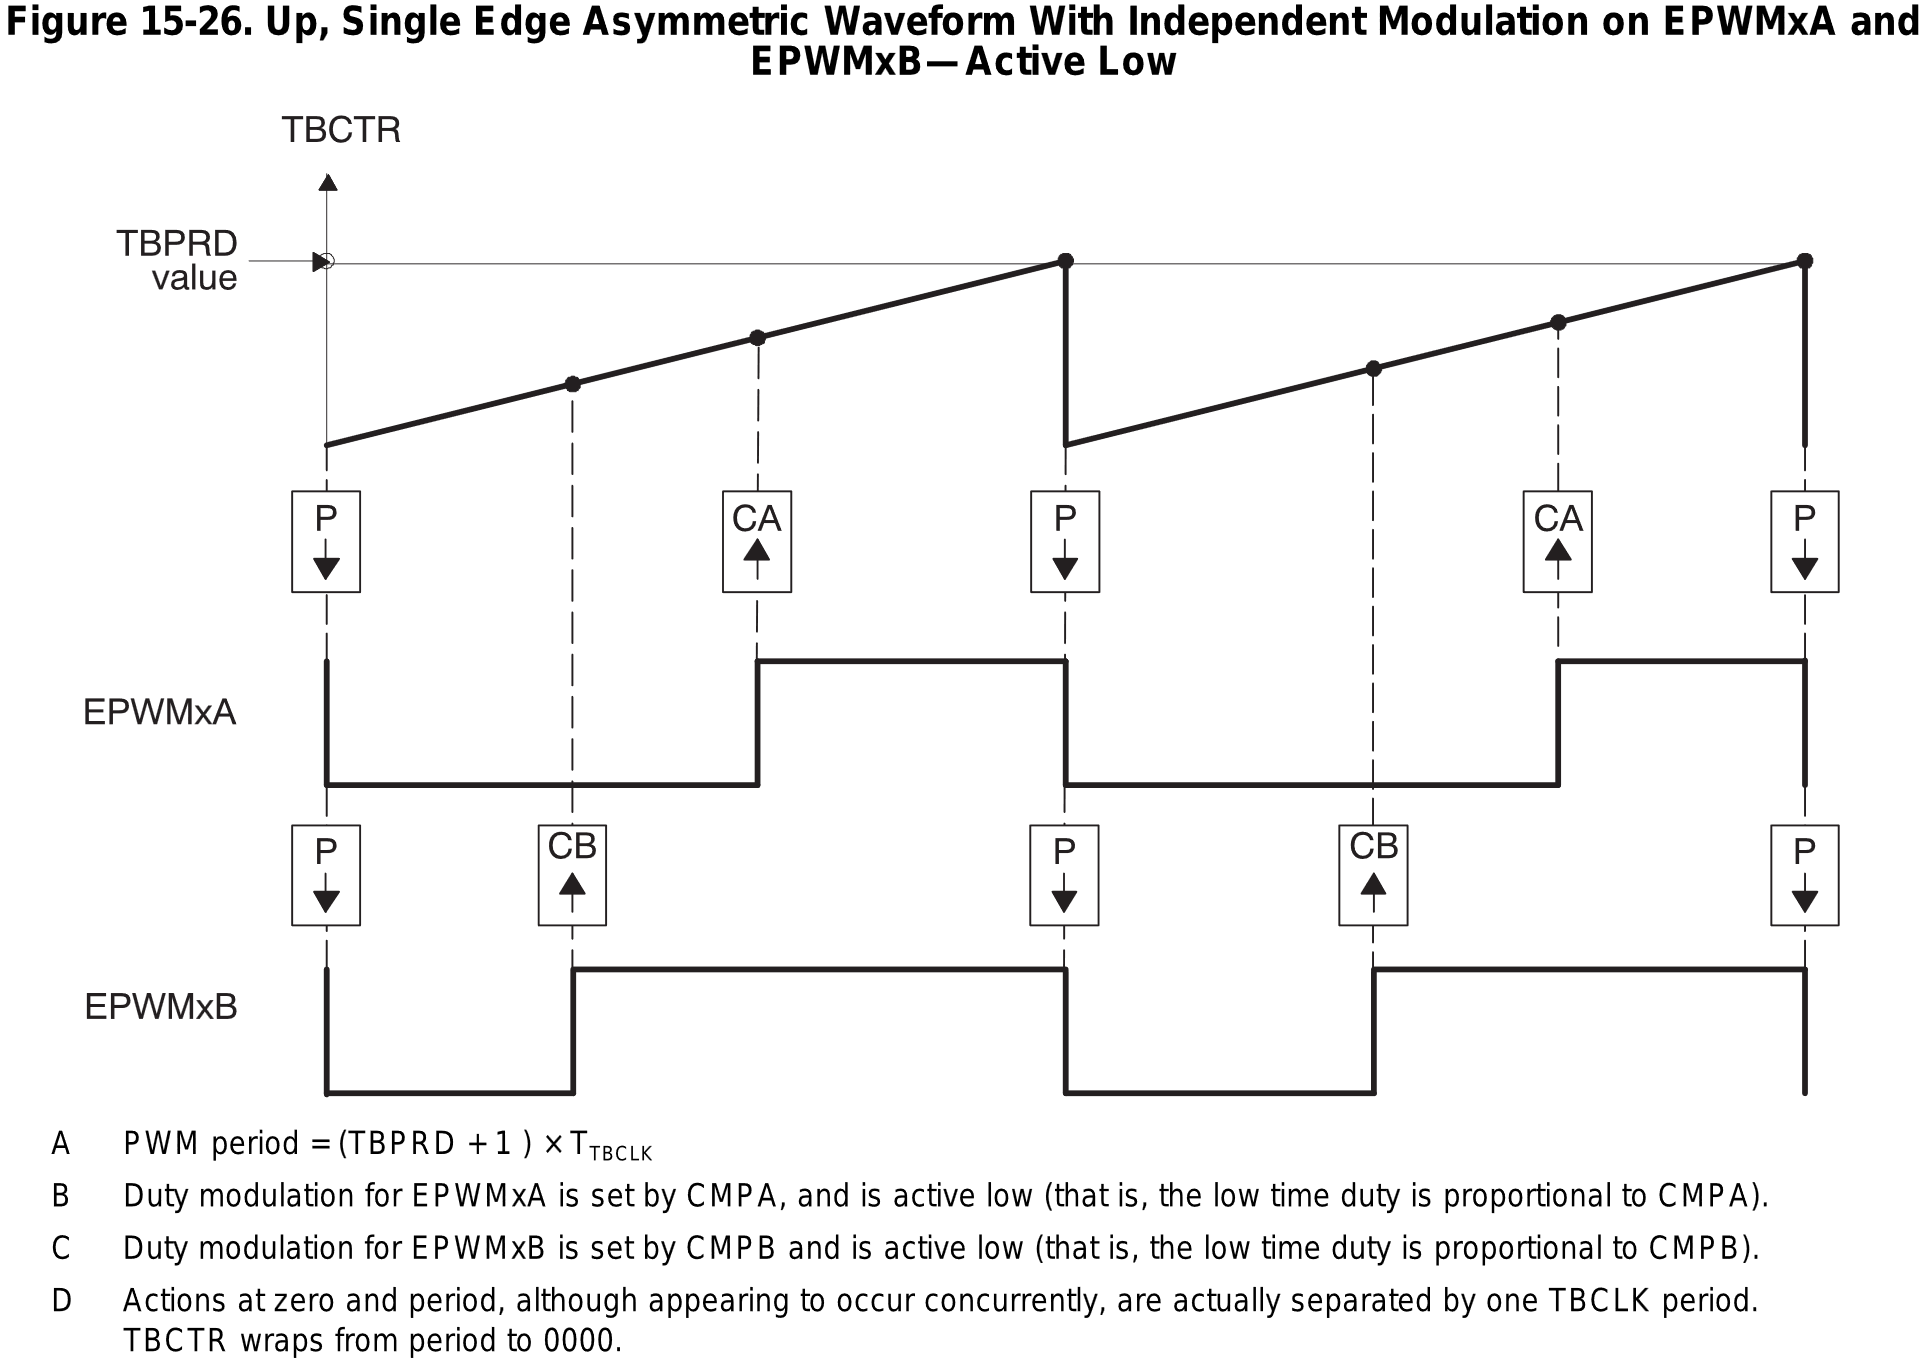 Figure 15-26. Up, Single Edge Asymmetric Waveform With Independent Modulation on EPWMxA and
EPWMxB—Active Low
TBCTR
TBPRD
value
P
CA
P
CA
P
EPWMxA
P
CB
P
CB
P
EPWMxB
A PWM period = (TBPRD + 1 ) × TTBCLK
B Duty modulation for EPWMxA is set by CMPA, and is active low (that is, the low time duty is proportional to CMPA).
C Duty modulation for EPWMxB is set by CMPB and is active low (that is, the low time duty is proportional to CMPB).
D Actions at zero and period, although appearing to occur concurrently, are actually separated by one TBCLK period.
TBCTR wraps from period to 0000.